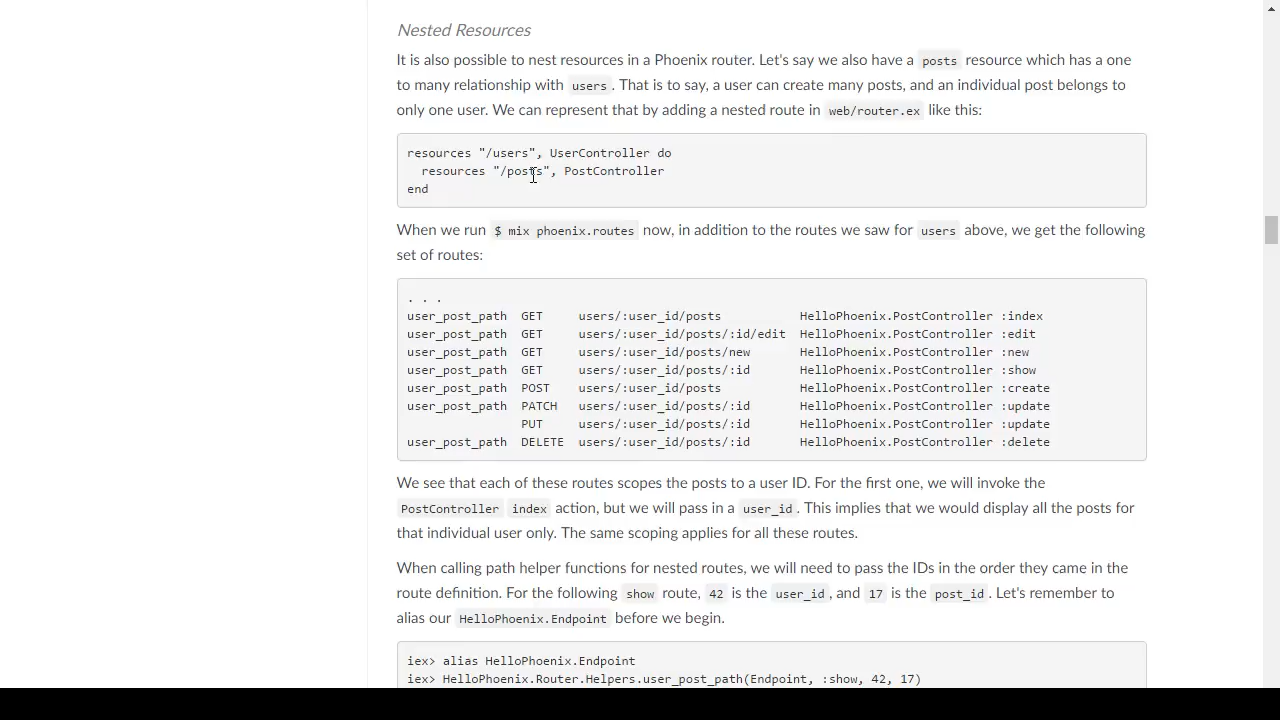 Nested Resources
It is also possible to nest resources in a Phoenix router. Let's say we also have a posts resource which has a one
to many relationship with users . That is to say, a user can create many posts, and an individual post belongs to
only one user. We can represent that by adding a nested route in web/router.ex like this:
resources "/users", UserController do
  resources "/posts", PostController
end
When we run $ mix phoenix.routes now, in addition to the routes we saw for users above, we get the following
set of routes:
. . .
user_post_path  GET     users/:user_id/posts           HelloPhoenix.PostController :index
user_post_path  GET     users/:user_id/posts/:id/edit  HelloPhoenix.PostController :edit
user_post_path  GET     users/:user_id/posts/new       HelloPhoenix.PostController :new
user_post_path  GET     users/:user_id/posts/:id       HelloPhoenix.PostController :show
user_post_path  POST    users/:user_id/posts           HelloPhoenix.PostController :create
user_post_path  PATCH   users/:user_id/posts/:id       HelloPhoenix.PostController :update
                PUT     users/:user_id/posts/:id       HelloPhoenix.PostController :update
user_post_path  DELETE  users/:user_id/posts/:id       HelloPhoenix.PostController :delete
We see that each of these routes scopes the posts to a user ID. For the first one, we will invoke the
PostController index action, but we will pass in a user_id . This implies that we would display all the posts for
that individual user only. The same scoping applies for all these routes.
When calling path helper functions for nested routes, we will need to pass the IDs in the order they came in the
route definition. For the following show route, 42 is the user_id , and 17 is the post_id . Let's remember to
alias our HelloPhoenix.Endpoint before we begin.
iex> alias HelloPhoenix.Endpoint
iex> HelloPhoenix.Router.Helpers.user_post_path(Endpoint, :show, 42, 17)